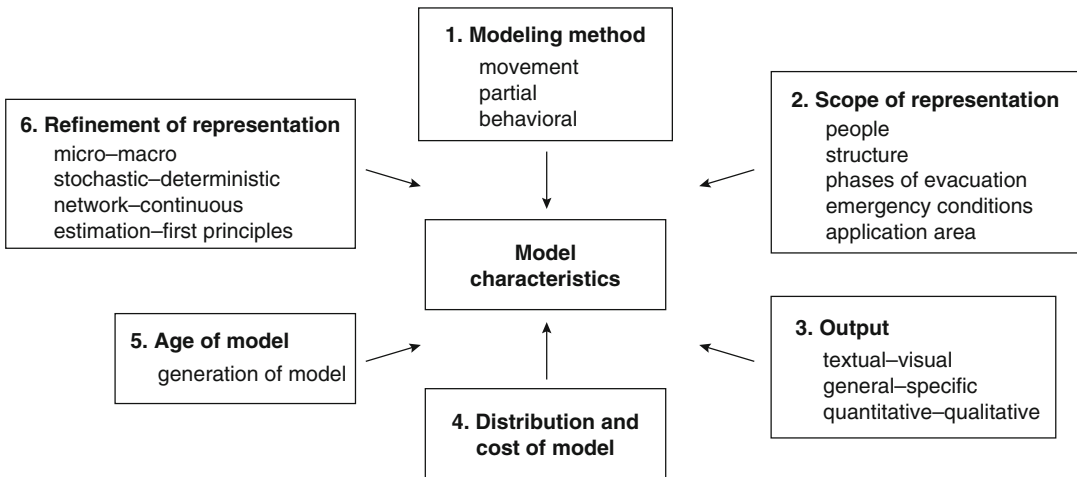 1. Modeling method
movement
partial
behavioral
2. Scope of representation
people
structure
phases of evacuation
emergency conditions
application area
3. Output
textual–visual
general–specific
quantitative–qualitative
4. Distribution and
cost of model
5. Age of model
generation of model
6. Refinement of representation
micro–macro
stochastic–deterministic
network–continuous
estimation–first principles
Model
characteristics